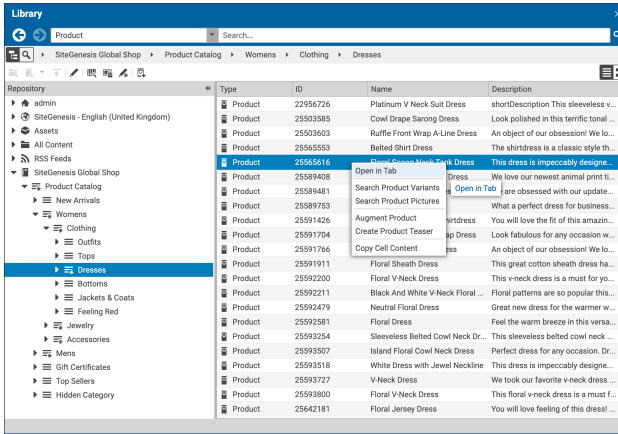 Library
Product Search...
SiteGenesis Global Shop Product Catalog Womens Clothing Dresses
Repository
admin
SiteGenesis - English (United Kingdom)
Assets
All Content
RSS Feeds
SiteGenesis Global Shop
Product Catalog
New Arrivals
Womens
Clothing
Outfits
Tops
Dresses
Bottoms
Jackets & Coats
Feeling Red
Jewelry
Accessories
Mens
Gift Certificates
Top Sellers
Hidden Category
Type ID Name Description
Product 22956726 Platinum V Neck Suit Dress shortDescription This sleeveless v...
Product 25503585 Cowl Drape Sarong Dress Look polished in this terrific tonal ...
Product 25503603 Ruffle Front Wrap A-Line Dress An object of our obsession! We lo...
Product 25565553 Belted Shirt Dress The shirtdress is a classic style th...
Product 25565616 Floral Scoop Neck Tank Dress This dress is impeccably designe...
Product 25589408 Dress We love our newest animal print ti...
Product 25589481 are obsessed with our update...
Product 25589753 What a perfect dress for business...
Product 25591426 hirtdress You will love the fit of this amazin...
Product 25591704 ap Dress Look fabulous for any occasion w...
Product 25591766 ess An object of our obsession! We lo...
Product 25591911 Floral Sheath Dress This great cotton sheath dress ha...
Product 25592200 Floral V-Neck Dress This v-neck dress is a must for yo...
Product 25592211 Black And White V-Neck Floral ... Floral patterns are so popular this...
Product 25592479 Neutral Floral Dress Great new dress for the warmer w...
Product 25592581 Floral Dress Feel the warm breeze in this versa...
Product 25593254 Sleeveless Belted Cowl Neck Dr... This sleeveless belted cowl neck ...
Product 25593507 Island Floral Cowl Neck Dress Perfect dress for any occasion. Dr...
Product 25593518 White Dress with Jewel Neckline This dress is impeccably designe...
Product 25593727 V-Neck Dress We took our favorite v-neck dress ...
Product 25593800 Floral V-Neck Dress This floral v-neck dress is a must f...
Product 25642181 Floral Jersey Dress You will love feeling of this dress! ...
Open in Tab
Search Product Variants
Search Product Pictures
Augment Product
Create Product Teaser
Copy Cell Content
Open in Tab